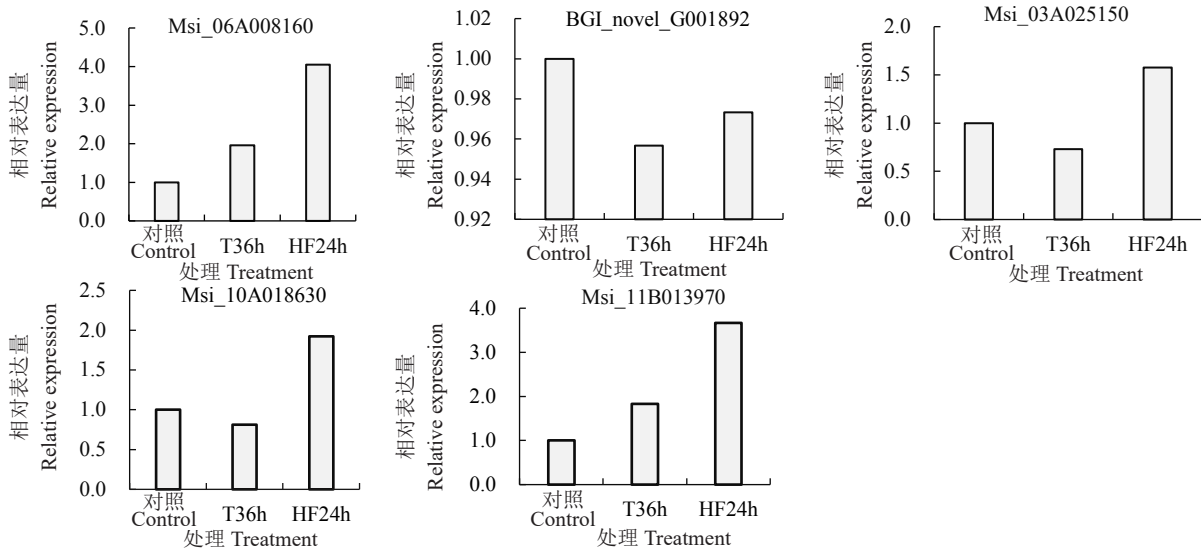 Msi_06A008160
相对表达量
Relative expression
5.0
4.0
3.0
2.0
1.0
0.0
对照
Control
T36h
HF24h
处理 Treatment
BGI_novel_G001892
相对表达量
Relative expression
1.00
0.98
0.96
0.94
0.92
对照
Control
T36h
HF24h
处理 Treatment
Msi_03A025150
相对表达量
Relative expression
2.0
1.5
1.0
0.5
0.0
对照
Control
T36h
HF24h
处理 Treatment
Msi_10A018630
相对表达量
Relative expression
2.5
2.0
1.5
1.0
0.5
0.0
对照
Control
T36h
HF24h
处理 Treatment
Msi_11B013970
相对表达量
Relative expression
4.0
3.0
2.0
1.0
0.0
对照
Control
T36h
HF24h
处理 Treatment